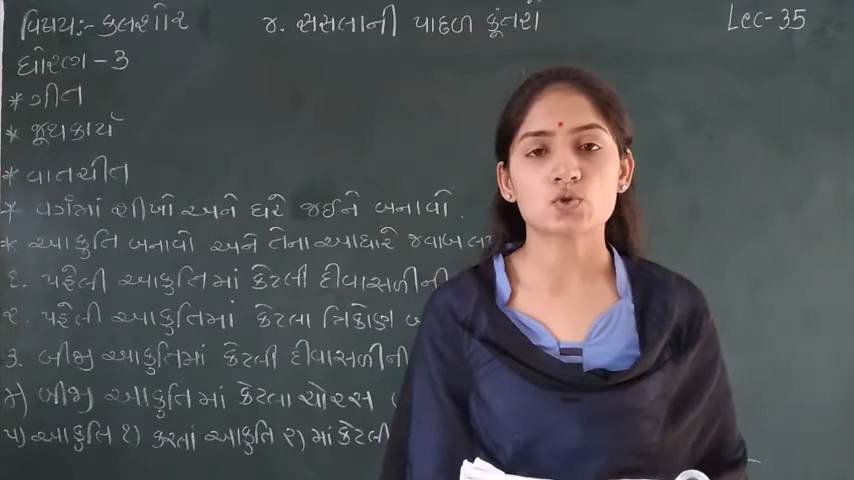 વિષય:- કલશોર ૪. સસલાની પાછળ કૂતરો Lec-35
ધોરણ - 3
* ગીત
* જૂથકાર્ય
* વાતચીત
* વર્ગમાં શીખો અને ઘરે જઈને બનાવો.
* આકૃતિ બનાવો અને તેના આધારે જવાબ
૧. પહેલી આકૃતિમાં કેટલી દીવાસળીની
૨. પહેલી આકૃતિમાં કેટલા ત્રિકોણ
૩. બીજી આકૃતિમાં કેટલી દીવાસળીની
૪) બીજી આકૃતિમાં કેટલા ચોરસ
૫) આકૃતિ ૧) કરતાં આકૃતિ ૨) માં કેટલી